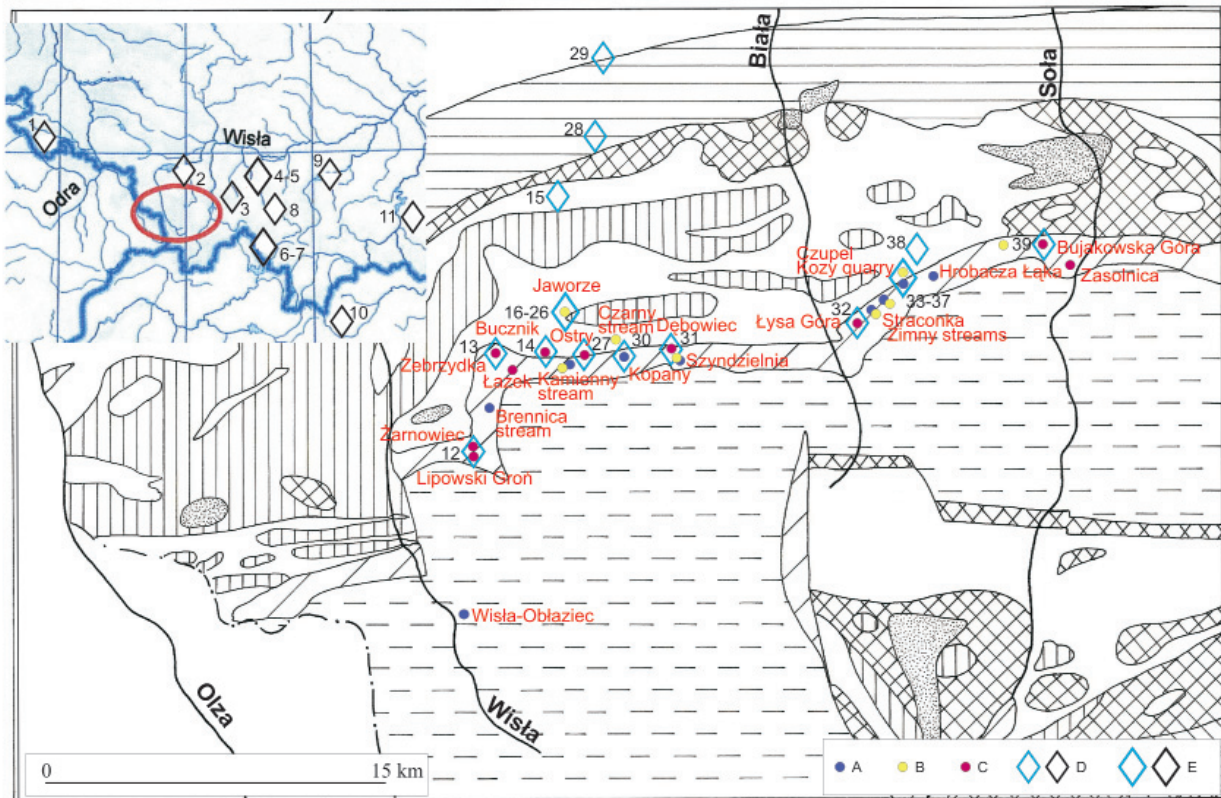 1
Odra
Wisła
2
3
4-5
9
8
11
6-7
10
29
28
15
Biała
Soła
38
39
Bujakowska Góra
Zasolnica
Czupel
Kozy quarry
Hrobacza Łąka
33-37
32
Łysa Góra
Straconka
Zimny streams
Jaworze
16-26
Czarny
stream
Dębowiec
Bucznik
Ostry
13
14
27
30
31
Szyndzielnia
Zebrzydka
Łazek
Kamienny
stream
Kopany
Brennica
stream
Żarnowiec
12
Lipowski Groń
Wisła-Obłaziec
Olza
Wisła
0 15 km
A B C D E